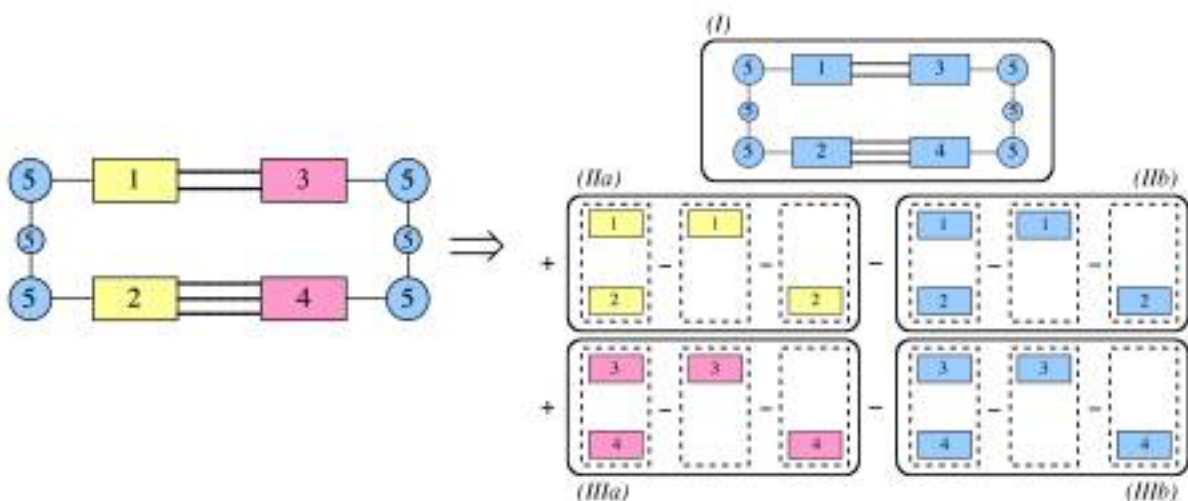 (I)
5 1 3 5
5 5
5 2 4 5
5 1 3 5
5 5
5 2 4 5
⇒
(IIa) (IIb)
1 1 1 1
+ – – – – –
2 2 2 2
3 3 3 3
+ – – – – –
4 4 4 4
(IIIa) (IIIb)